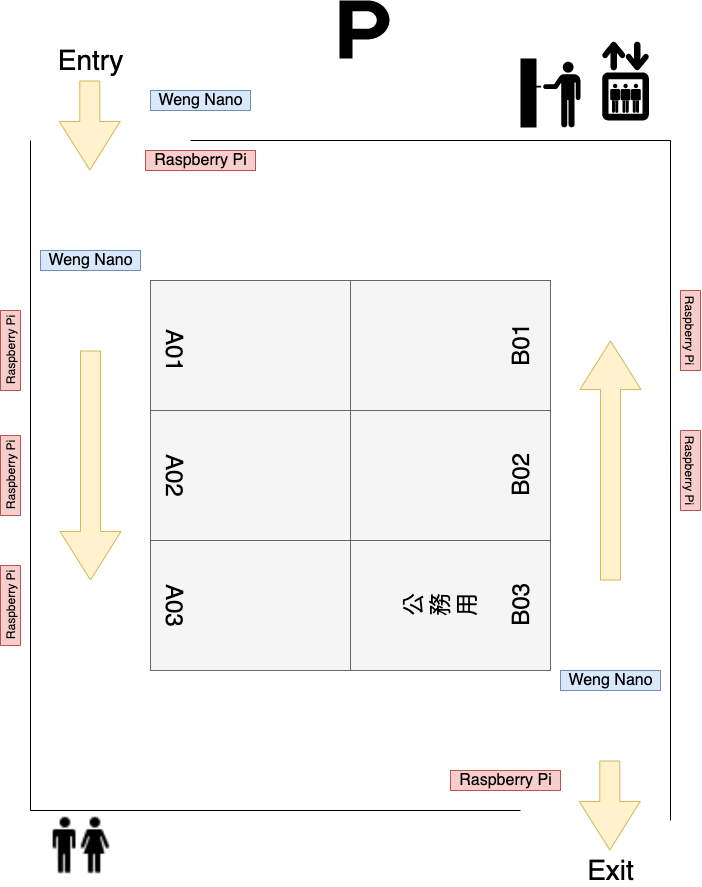 P
Entry
Weng Nano
Raspberry Pi
Weng Nano
Raspberry Pi
Raspberry Pi
Raspberry Pi
A01
B01
A02
B02
A03
公務用
B03
Raspberry Pi
Raspberry Pi
Weng Nano
Raspberry Pi
Exit